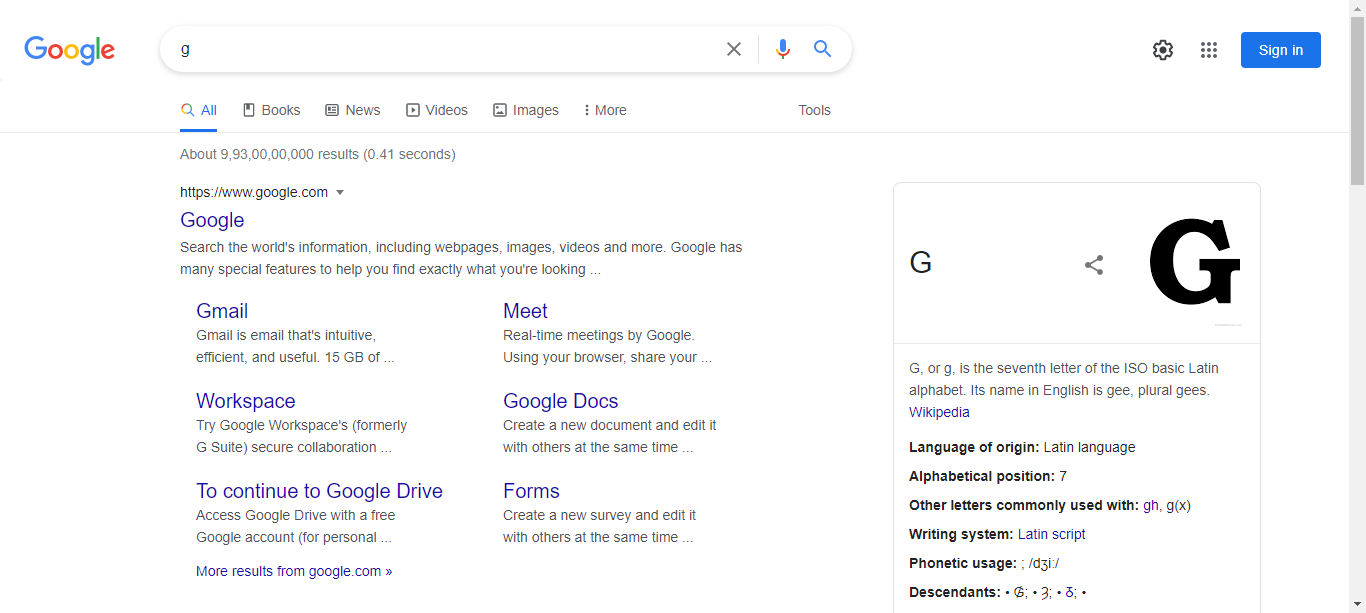 Google
g
Sign in
All
Books
News
Videos
Images
More
Tools
About 9,93,00,00,000 results (0.41 seconds)
https://www.google.com
Google
Search the world's information, including webpages, images, videos and more. Google has
many special features to help you find exactly what you're looking ...
Gmail
Gmail is email that's intuitive,
efficient, and useful. 15 GB of ...
Meet
Real-time meetings by Google.
Using your browser, share your ...
Workspace
Try Google Workspace's (formerly
G Suite) secure collaboration ...
Google Docs
Create a new document and edit it
with others at the same time ...
To continue to Google Drive
Access Google Drive with a free
Google account (for personal ...
Forms
Create a new survey and edit it
with others at the same time ...
More results from google.com »
G
G
G, or g, is the seventh letter of the ISO basic Latin
alphabet. Its name in English is gee, plural gees.
Wikipedia
Language of origin: Latin language
Alphabetical position: 7
Other letters commonly used with: gh, g(x)
Writing system: Latin script
Phonetic usage: ; /dʒiː/
Descendants: • ₲; • Ȝ; • Ᵹ; •